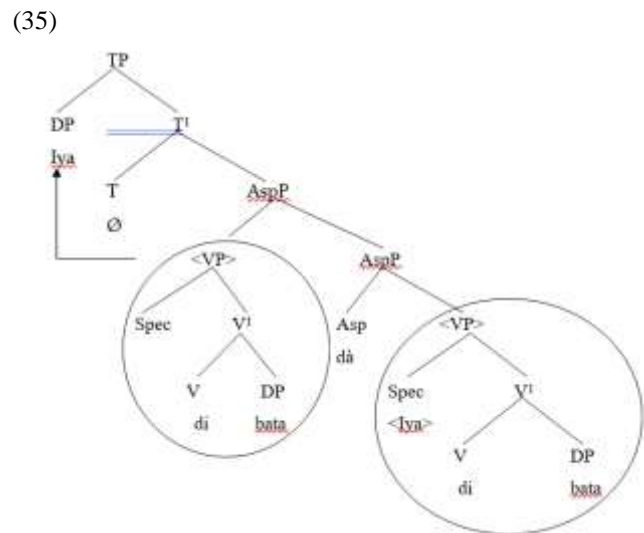 (35)
TP
DP T¹
Iya
T AspP
Ø
<VP> AspP
Spec V¹ Asp <VP>
dà
V DP Spec V¹
di bata <Iya>
V DP
di bata